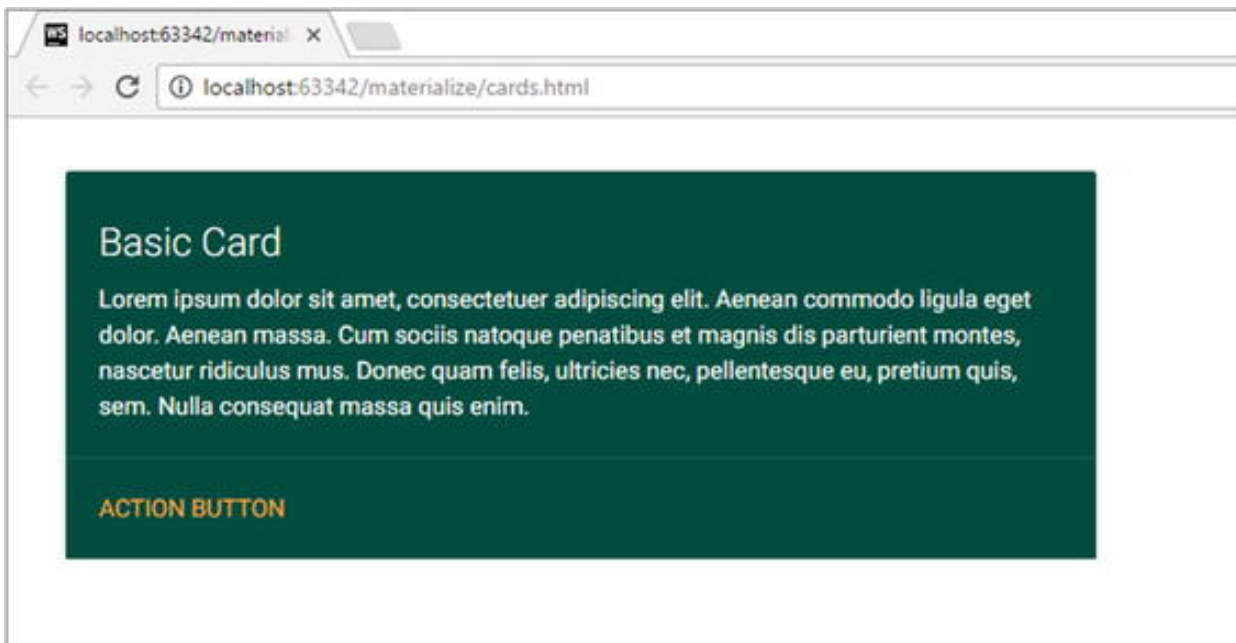 WS localhost:63342/material
localhost:63342/materialize/cards.html
Basic Card
Lorem ipsum dolor sit amet, consectetuer adipiscing elit. Aenean commodo ligula eget
dolor. Aenean massa. Cum sociis natoque penatibus et magnis dis parturient montes,
nascetur ridiculus mus. Donec quam felis, ultricies nec, pellentesque eu, pretium quis,
sem. Nulla consequat massa quis enim.
ACTION BUTTON